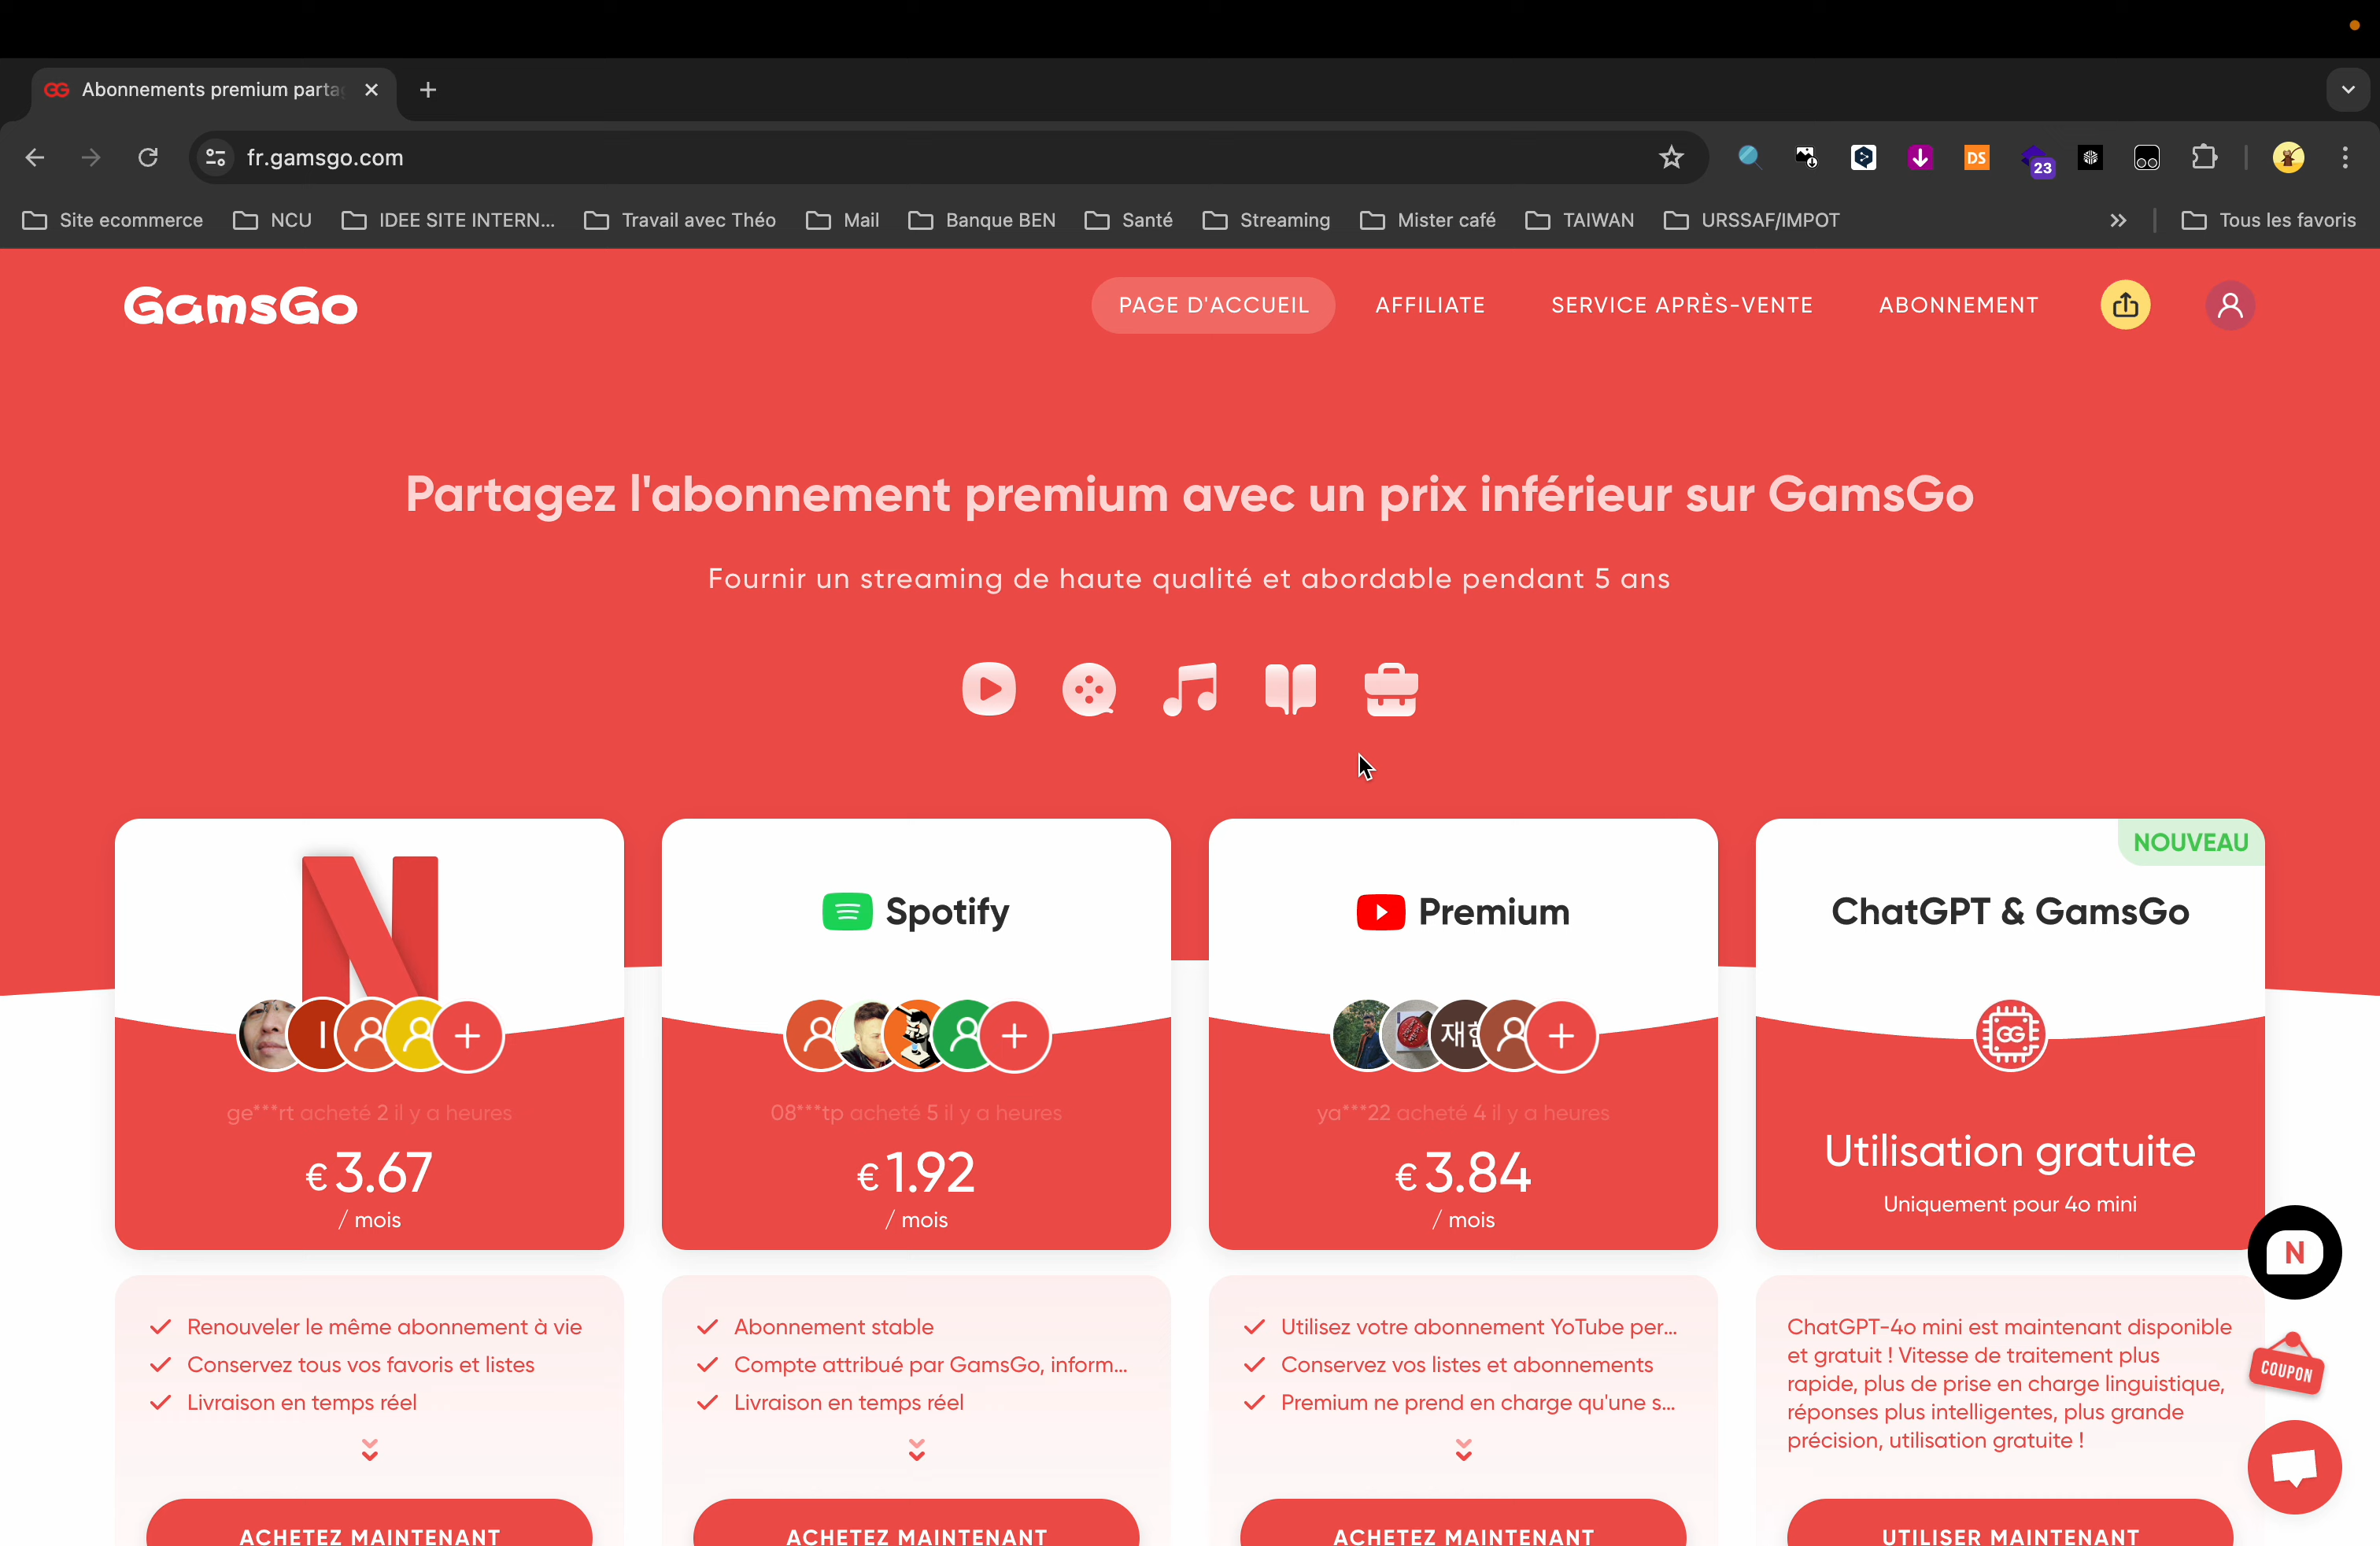 Abonnements premium parta
fr.gamsgo.com
DS
23
Site ecommerce
NCU
IDEE SITE INTERN...
Travail avec Théo
Mail
Banque BEN
Santé
Streaming
Mister café
TAIWAN
URSSAF/IMPOT
Tous les favoris
GamsGo
PAGE D'ACCUEIL
AFFILIATE
SERVICE APRÈS-VENTE
ABONNEMENT
Partagez l'abonnement premium avec un prix inférieur sur GamsGo
Fournir un streaming de haute qualité et abordable pendant 5 ans
N
I
ge***rt acheté 2 il y a heures
€ 3.67
/ mois
Spotify
08***tp acheté 5 il y a heures
€ 1.92
/ mois
Premium
재현
ya***22 acheté 4 il y a heures
€ 3.84
/ mois
NOUVEAU
ChatGPT & GamsGo
GG
Utilisation gratuite
Uniquement pour 4o mini
N
COUPON
Renouveler le même abonnement à vie
Conservez tous vos favoris et listes
Livraison en temps réel
ACHETEZ MAINTENANT
Abonnement stable
Compte attribué par GamsGo, inform...
Livraison en temps réel
ACHETEZ MAINTENANT
Utilisez votre abonnement YoTube per...
Conservez vos listes et abonnements
Premium ne prend en charge qu'une s...
ACHETEZ MAINTENANT
ChatGPT-4o mini est maintenant disponible
et gratuit ! Vitesse de traitement plus
rapide, plus de prise en charge linguistique,
réponses plus intelligentes, plus grande
précision, utilisation gratuite !
UTILISER MAINTENANT